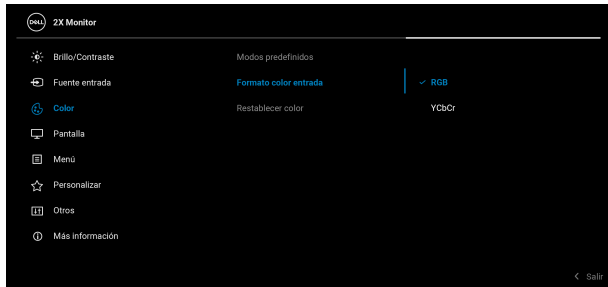 DELL 2X Monitor
Brillo/Contraste Modos predefinidos
Fuente entrada Formato color entrada RGB
Color Restablecer color YCbCr
Pantalla
Menú
Personalizar
Otros
Más información
Salir